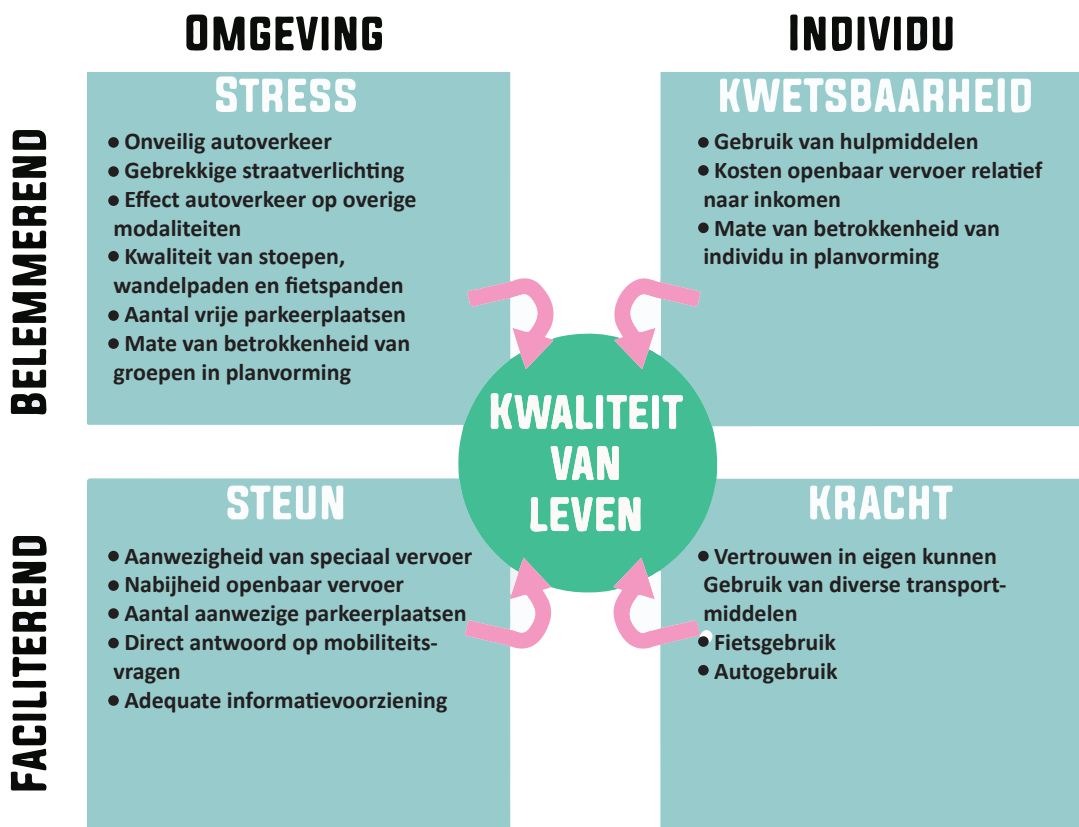 OMGEVING
INDIVIDU
BELEMMEREND
STRESS
• Onveilig autoverkeer
• Gebrekkige straatverlichting
• Effect autoverkeer op overige
modaliteiten
• Kwaliteit van stoepen,
wandelpaden en fietspanden
• Aantal vrije parkeerplaatsen
• Mate van betrokkenheid van
groepen in planvorming
KWETSBAARHEID
• Gebruik van hulpmiddelen
• Kosten openbaar vervoer relatief
naar inkomen
• Mate van betrokkenheid van
individu in planvorming
KWALITEIT
VAN
LEVEN
FACILITEREND
STEUN
• Aanwezigheid van speciaal vervoer
• Nabijheid openbaar vervoer
• Aantal aanwezige parkeerplaatsen
• Direct antwoord op mobiliteits-
vragen
• Adequate informatievoorziening
KRACHT
• Vertrouwen in eigen kunnen
Gebruik van diverse transport-
middelen
• Fietsgebruik
• Autogebruik